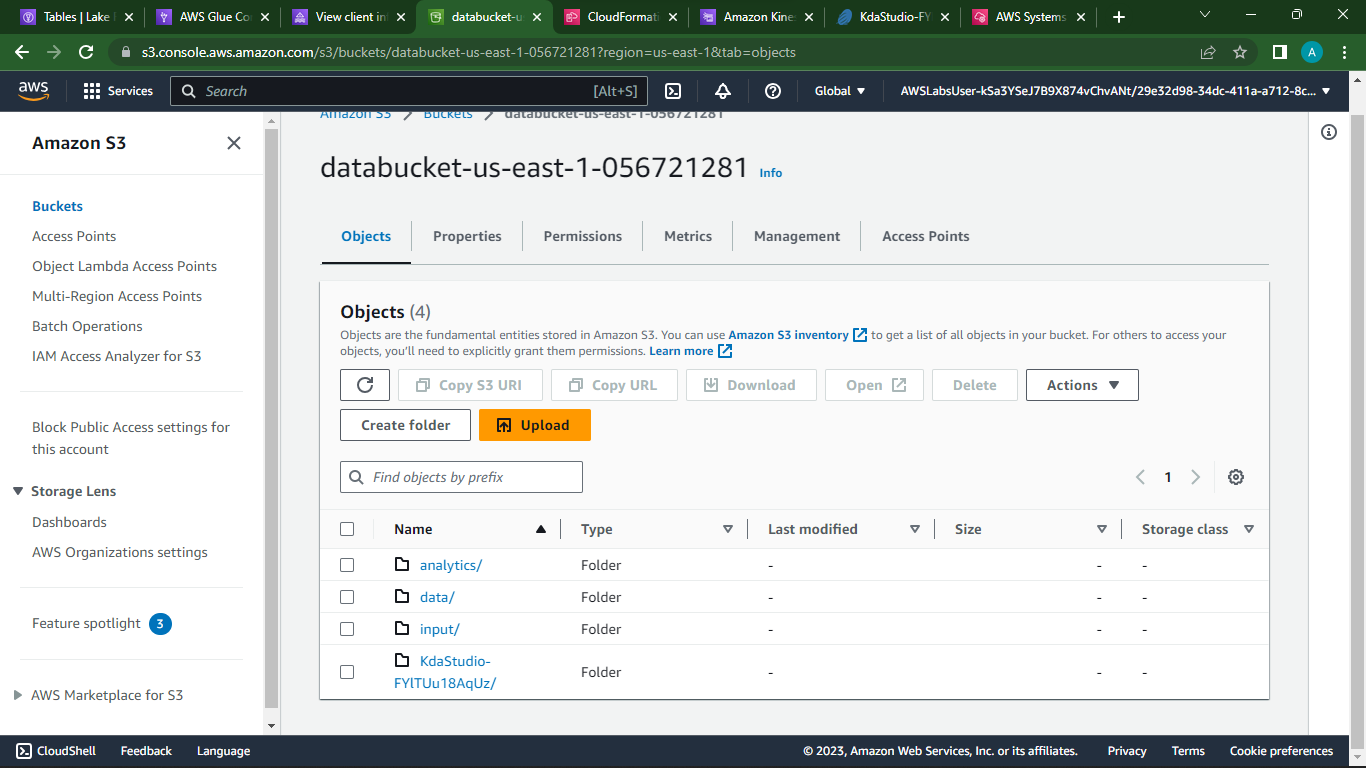 Tables | Lake
AWS Glue Co
View client in
databucket-u
CloudFormati
Amazon Kine
KdaStudio-FY
AWS Systems
s3.console.aws.amazon.com/s3/buckets/databucket-us-east-1-056721281?region=us-east-1&tab=objects
A
aws
Services
Search
[Alt+S]
Global
AWSLabsUser-kSa3YSeJ7B9X874vChvANt/29e32d98-34dc-411a-a712-8c...
Amazon S3
Buckets
Access Points
Object Lambda Access Points
Multi-Region Access Points
Batch Operations
IAM Access Analyzer for S3
Block Public Access settings for
this account
Storage Lens
Dashboards
AWS Organizations settings
Feature spotlight 3
AWS Marketplace for S3
Amazon S3 > Buckets > databucket-us-east-1-056721281
databucket-us-east-1-056721281 Info
Objects Properties Permissions Metrics Management Access Points
Objects (4)
Objects are the fundamental entities stored in Amazon S3. You can use Amazon S3 inventory to get a list of all objects in your bucket. For others to access your
objects, you'll need to explicitly grant them permissions. Learn more
Copy S3 URI Copy URL Download Open Delete Actions
Create folder Upload
Find objects by prefix
1
Name Type Last modified Size Storage class
analytics/ Folder - - -
data/ Folder - - -
input/ Folder - - -
KdaStudio-
FYlTUu18AqUz/ Folder - - -
CloudShell Feedback Language © 2023, Amazon Web Services, Inc. or its affiliates. Privacy Terms Cookie preferences